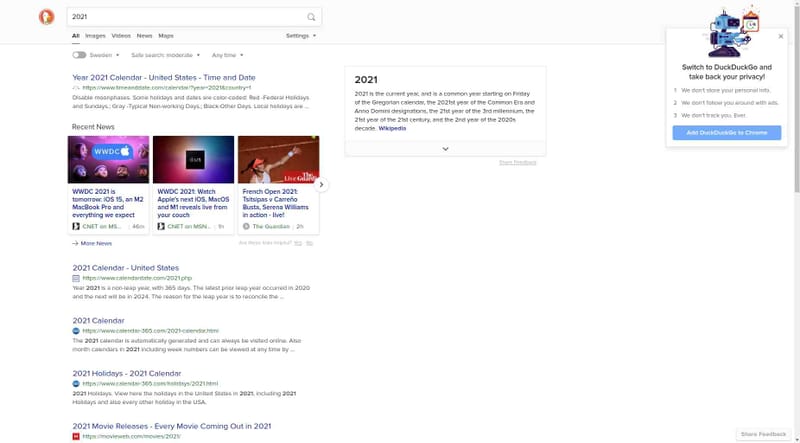 2021
All Images Videos News Maps Settings
Sweden Safe search: moderate Any time
Year 2021 Calendar - United States - Time and Date
https://www.timeanddate.com/calendar/?year=2021&country=1
Disable moonphases. Some holidays and dates are color-coded: Red -Federal Holidays
and Sundays.; Gray -Typical Non-working Days.; Black-Other Days. Local holidays are ...
Recent News
WWDC
The Guardian
WWDC 2021 is
tomorrow: iOS 15, an M2
MacBook Pro and
everything we expect
CNET on MS... 46m
WWDC 2021: Watch
Apple's next iOS, MacOS
and M1 reveals live from
your couch
CNET on MSN... 1h
French Open 2021:
Tsitsipas v Carreño
Busta, Serena Williams
in action - live!
The Guardian 2h
More News
Are these links helpful? Yes No
2021 Calendar - United States
https://www.calendardate.com/2021.php
Year 2021 is a non-leap year, with 365 days. The latest prior leap year occurred in 2020
and the next will be in 2024. The reason for the leap year is to reconcile the ...
2021 Calendar
https://www.calendar-365.com/2021-calendar.html
The 2021 calendar is automatically generated and can always be visited online. Also
month calendars in 2021 including week numbers can be viewed at any time by ...
2021 Holidays - 2021 Calendar
https://www.calendar-365.com/holidays/2021.html
2021 Holidays. View here the holidays in the United States in 2021, including 2021
Holidays and also every other holiday in the USA.
2021 Movie Releases - Every Movie Coming Out in 2021
https://movieweb.com/movies/2021/
2021
2021 is the current year, and is a common year starting on Friday
of the Gregorian calendar, the 2021st year of the Common Era and
Anno Domini designations, the 21st year of the 3rd millennium, the
21st year of the 21st century, and the 2nd year of the 2020s
decade. Wikipedia
Share Feedback
Switch to DuckDuckGo and
take back your privacy!
1 We don't store your personal info.
2 We don't follow you around with ads.
3 We don't track you. Ever.
Add DuckDuckGo to Chrome
Share Feedback